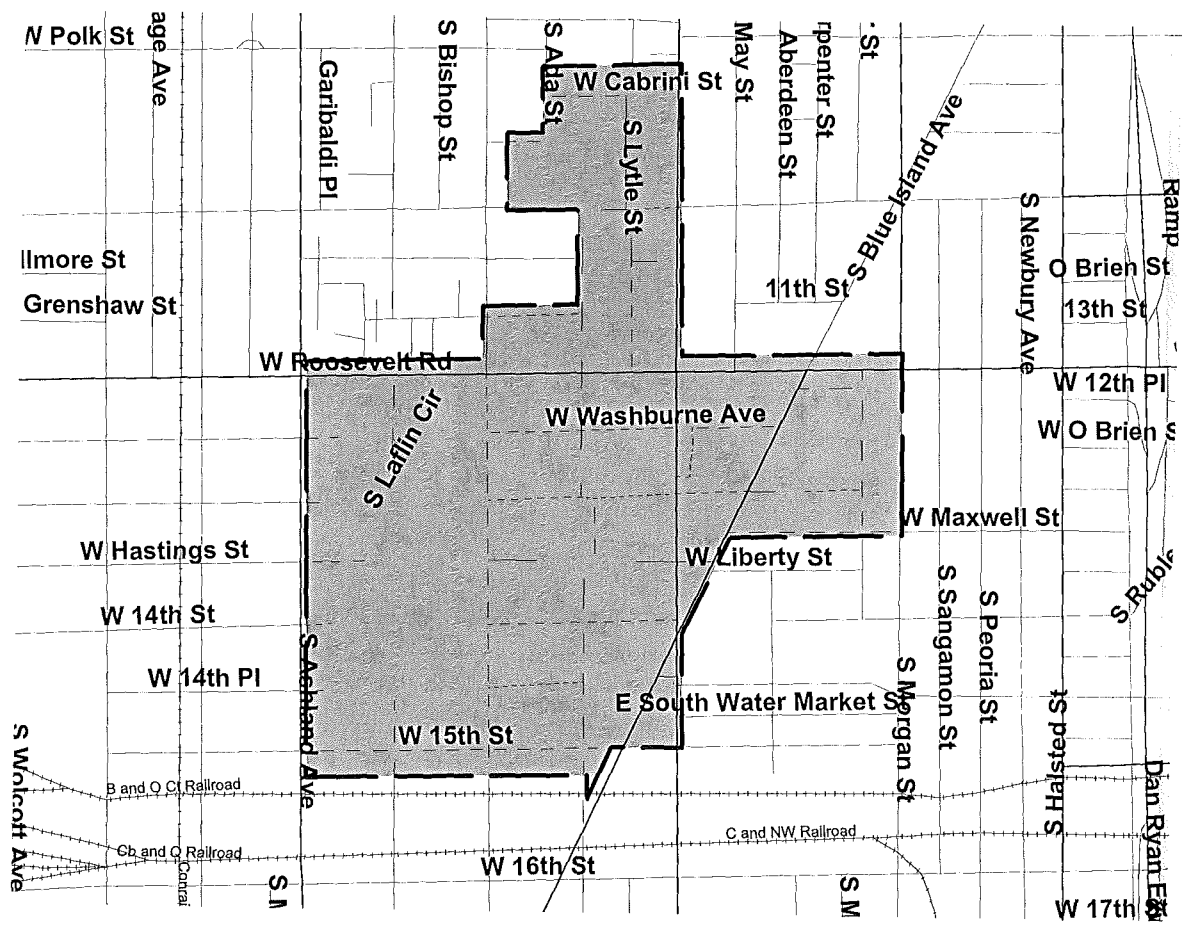 W Polk St
age Ave
Garibaldi Pl
S Bishop St
S Ada St
W Cabrini St
S Lytle St
May St
Aberdeen St
rpenter St
St
S Blue Island Ave
S Newbury Ave
Ramp
O Brien St
13th St
11th St
llmore St
Grenshaw St
W Roosevelt Rd
W 12th Pl
W O Brien S
S Laflin Cir
W Washburne Ave
W Maxwell St
W Hastings St
W Liberty St
W 14th St
S Ruble
S Sangamon St
S Peoria St
W 14th Pl
S Ashland Ave
E South Water Market St
S Morgan St
S Halsted St
W 15th St
S Wolcott Ave
B and O Ct Railroad
Dan Ryan
C and NW Railroad
Cb and Q Railroad
Conrai
W 16th St
S M
S M
W 17th St